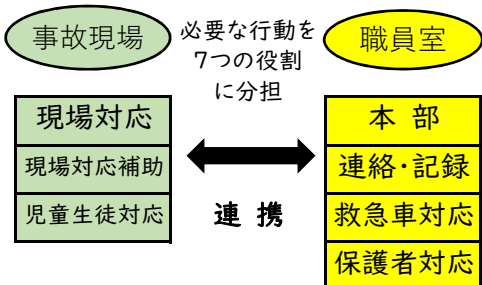 事故現場
必要な行動を
7つの役割
に分担
職員室
現場対応
現場対応補助
児童生徒対応
連 携
本 部
連絡・記録
救急車対応
保護者対応